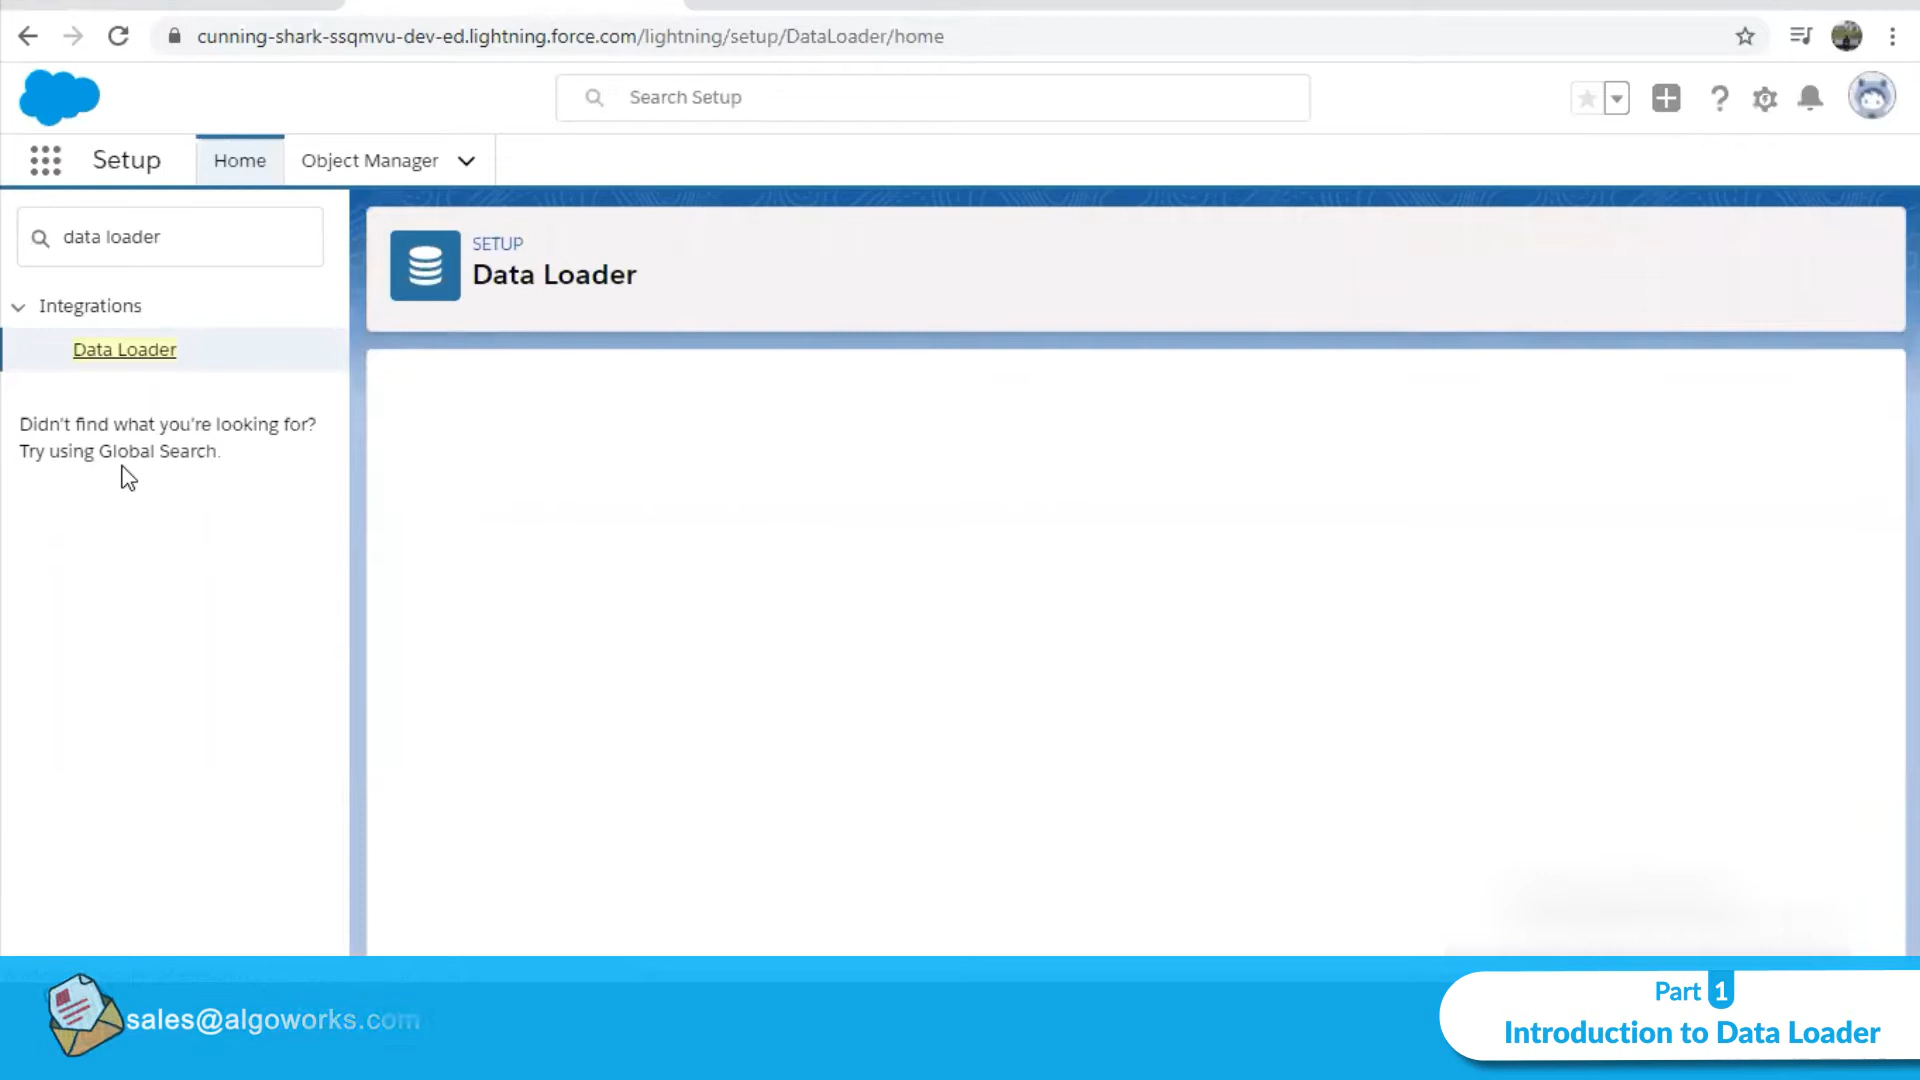 cunning-shark-ssqmvu-dev-ed.lightning.force.com/lightning/setup/DataLoader/home
Search Setup
Setup
Home
Object Manager
data loader
Integrations
Data Loader
Didn't find what you're looking for?
Try using Global Search.
SETUP
Data Loader
sales@algoworks.com
Part 1
Introduction to Data Loader